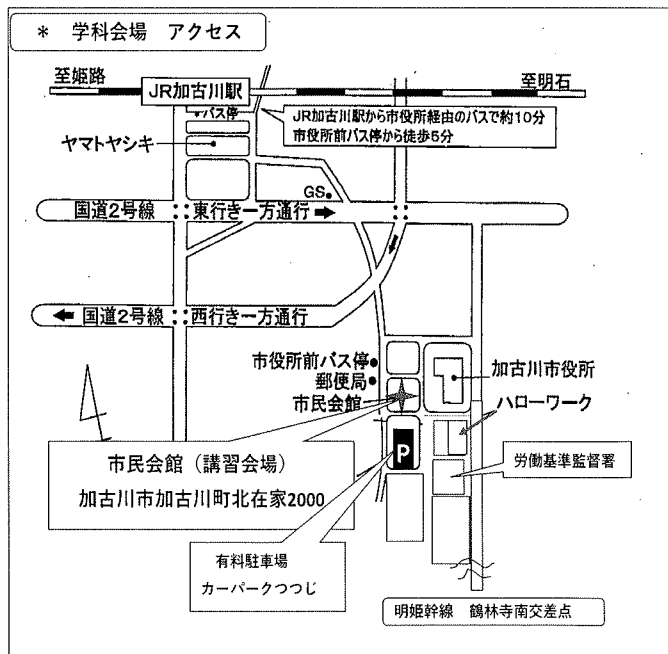 * 学科会場 アクセス
至姫路
JR加古川駅
至明石
バス停
JR加古川駅から市役所経由のバスで約10分
市役所前バス停から徒歩5分
ヤマトヤシキ
GS
国道2号線 東行き一方通行
国道2号線 西行き一方通行
市役所前バス停
郵便局
市民会館
加古川市役所
ハローワーク
市民会館（講習会場）
加古川市加古川町北在家2000
P
労働基準監督署
有料駐車場
カーパークつつじ
明姫幹線 鶴林寺南交差点